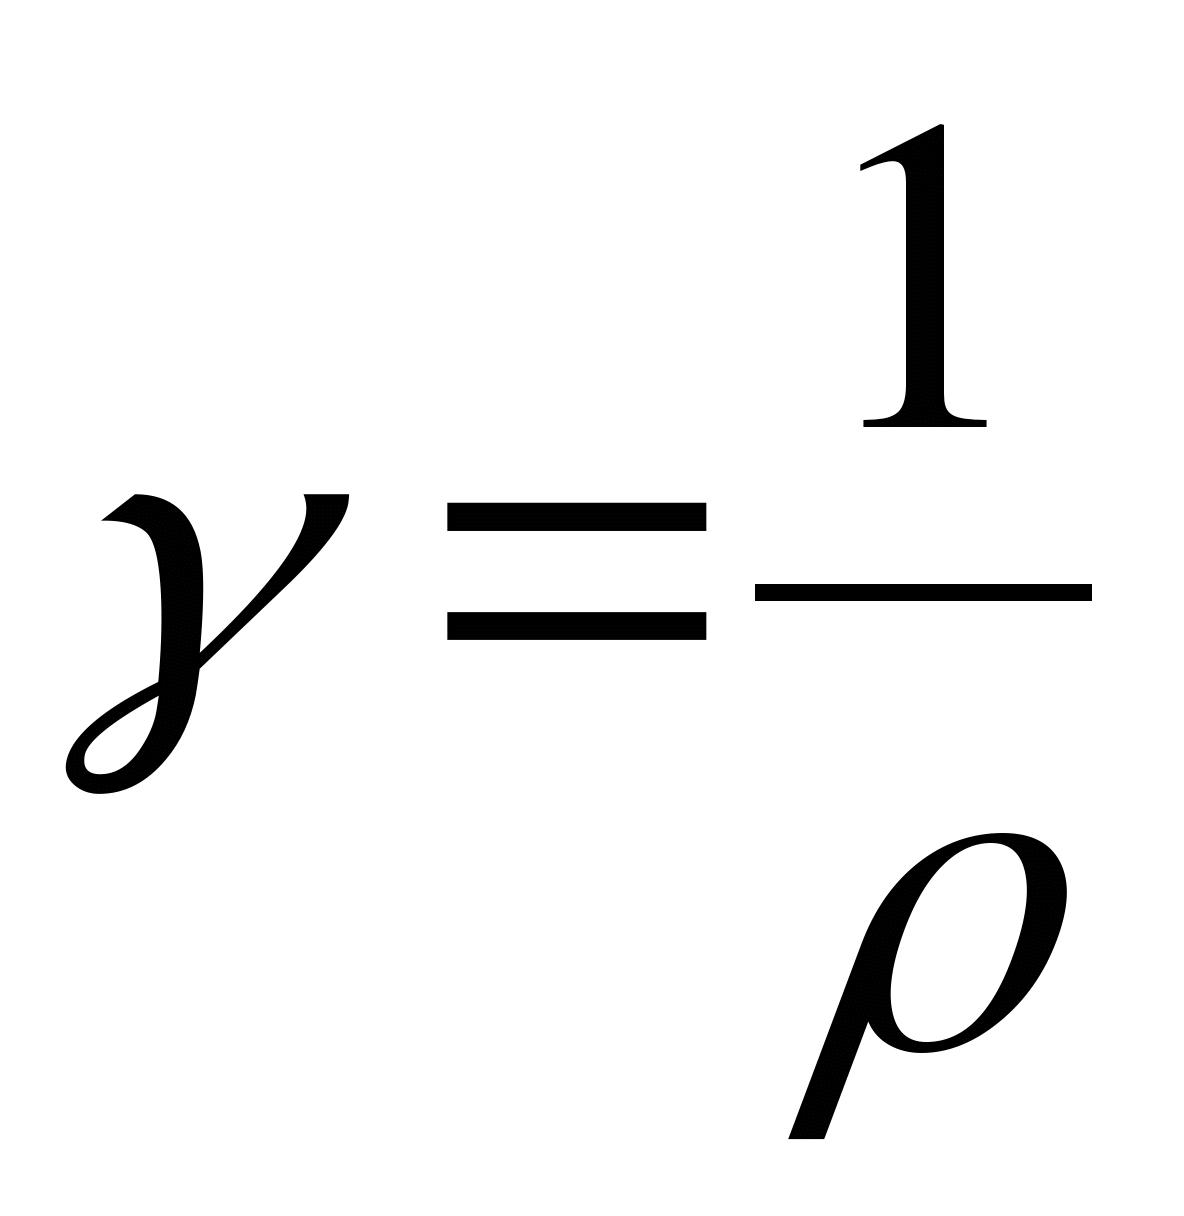 γ = 1/ρ